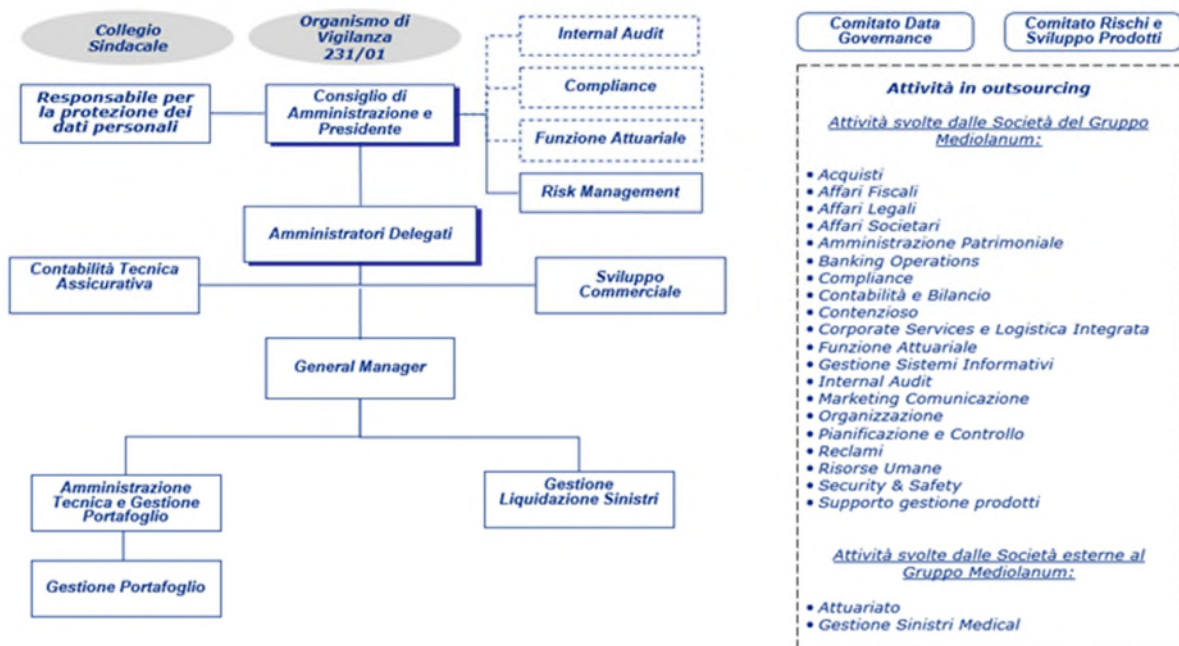 Collegio
Sindacale
Organismo di
Vigilanza
231/01
Internal Audit
Compliance
Funzione Attuariale
Risk Management
Responsabile per
la protezione dei
dati personali
Consiglio di
Amministrazione e
Presidente
Amministratori Delegati
Contabilità Tecnica
Assicurativa
Sviluppo
Commerciale
General Manager
Amministrazione
Tecnica e Gestione
Portafoglio
Gestione
Liquidazione Sinistri
Gestione Portafoglio
Comitato Data
Governance
Comitato Rischi e
Sviluppo Prodotti
Attività in outsourcing
Attività svolte dalle Società del Gruppo
Mediolanum:
• Acquisti
• Affari Fiscali
• Affari Legali
• Affari Societari
• Amministrazione Patrimoniale
• Banking Operations
• Compliance
• Contabilità e Bilancio
• Contenzioso
• Corporate Services e Logistica Integrata
• Funzione Attuariale
• Gestione Sistemi Informativi
• Internal Audit
• Marketing Comunicazione
• Organizzazione
• Pianificazione e Controllo
• Reclami
• Risorse Umane
• Security & Safety
• Supporto gestione prodotti
Attività svolte dalle Società esterne al
Gruppo Mediolanum:
• Attuariato
• Gestione Sinistri Medical